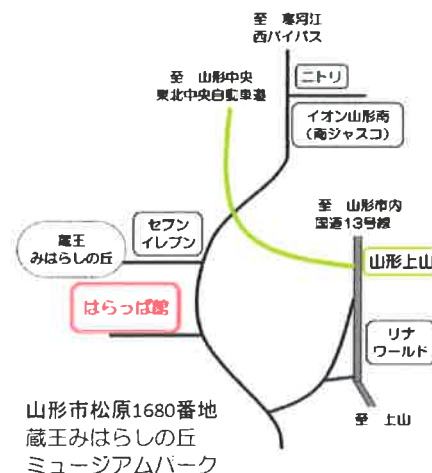 至 寒河江
西バイパス
至 山形中央
東北中央自動車道
ニトリ
イオン山形南
(南ジャスコ)
至 山形市内
国道13号線
セブン
イレブン
蔵王
みはらしの丘
山形上山
はらっぱ館
リナ
ワールド
至 上山
山形市松原1680番地
蔵王みはらしの丘
ミュージアムパーク